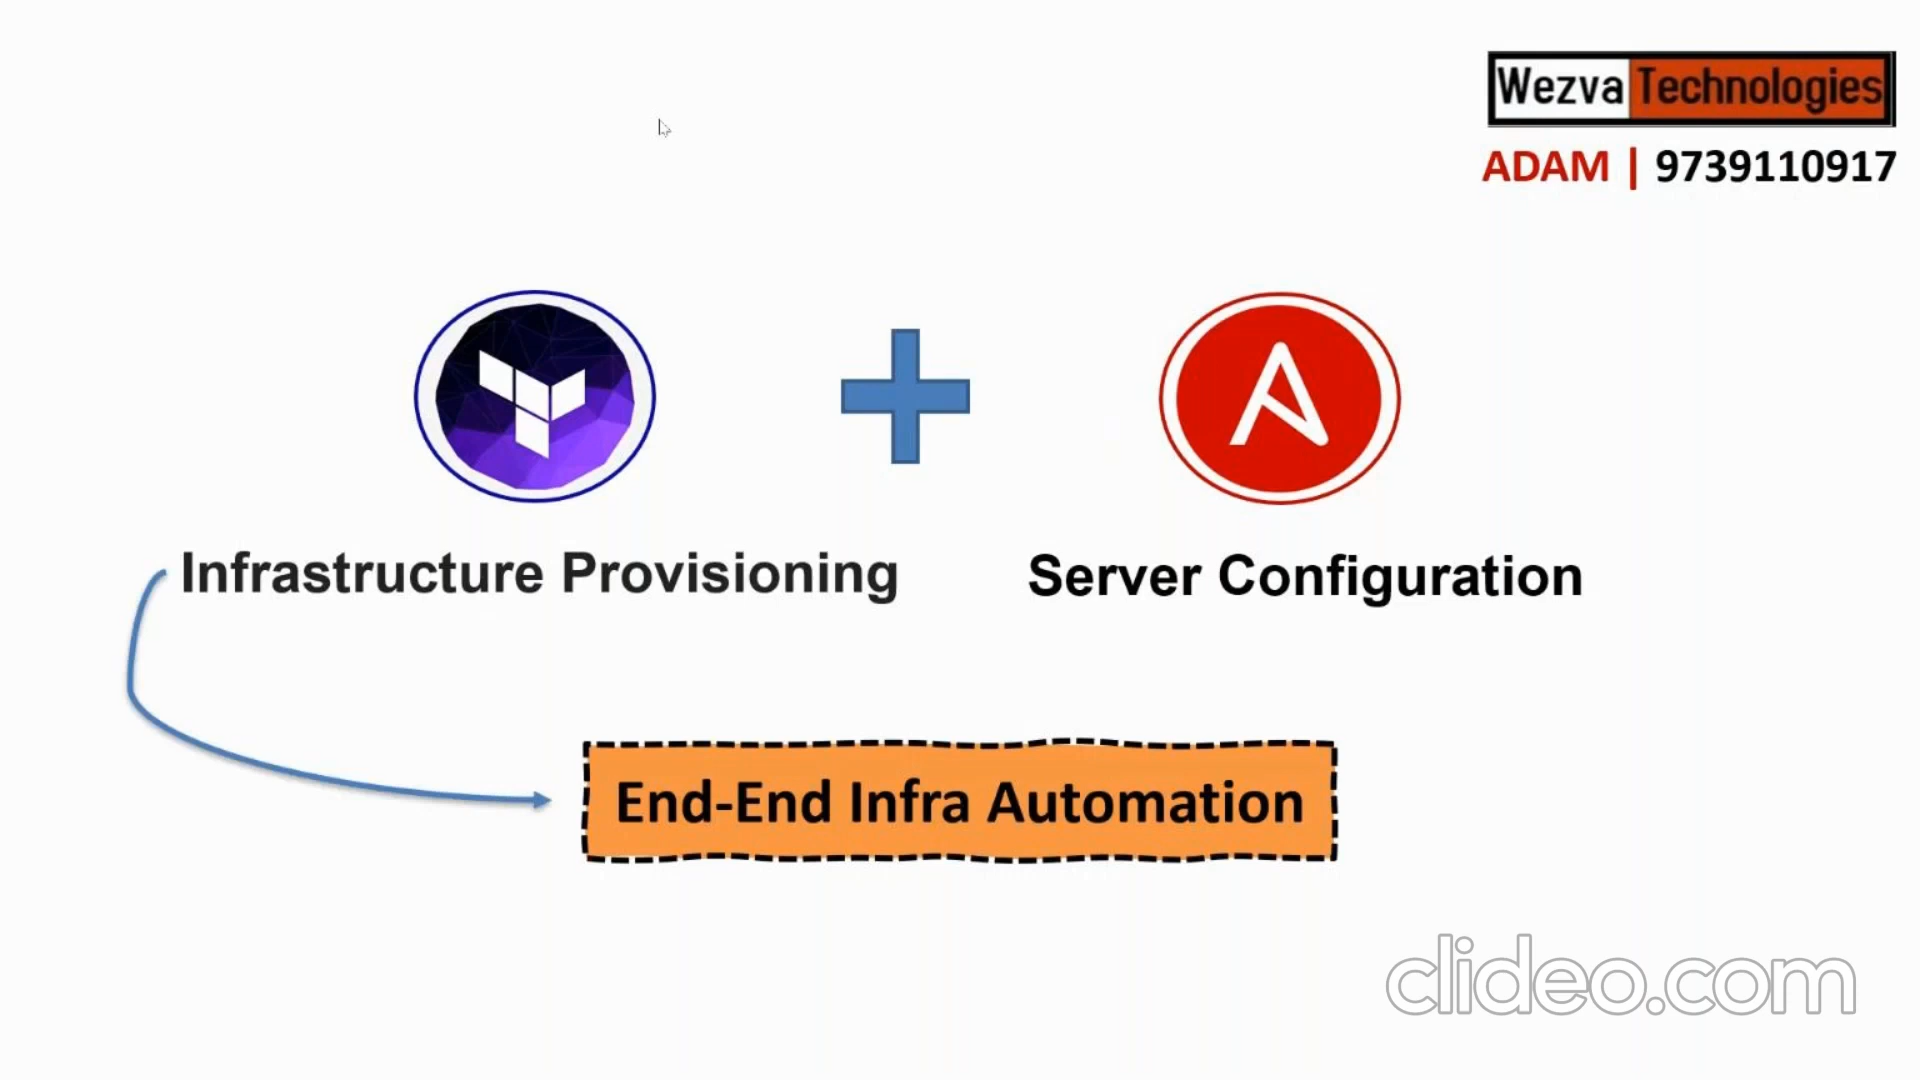 Wezva Technologies
ADAM | 9739110917
Infrastructure Provisioning
Server Configuration
End-End Infra Automation
clideo.com